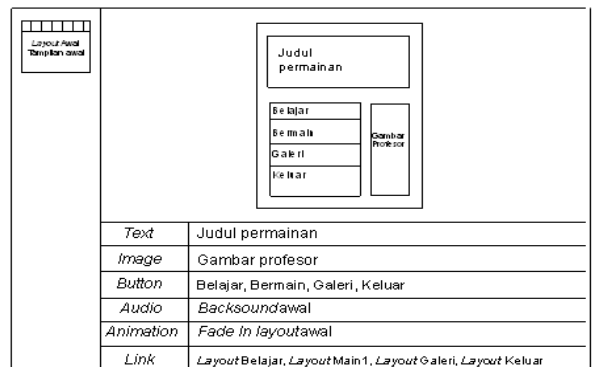 Layout Awal
Tampilan awal
Judul
permainan
Belajar
Bermain
Galeri
Keluar
Gambar
Profesor
Text Judul permainan
Image Gambar profesor
Button Belajar, Bermain, Galeri, Keluar
Audio Backsoundawal
Animation Fade In layoutawal
Link Layout Belajar, Layout Main1, Layout Galeri, Layout Keluar